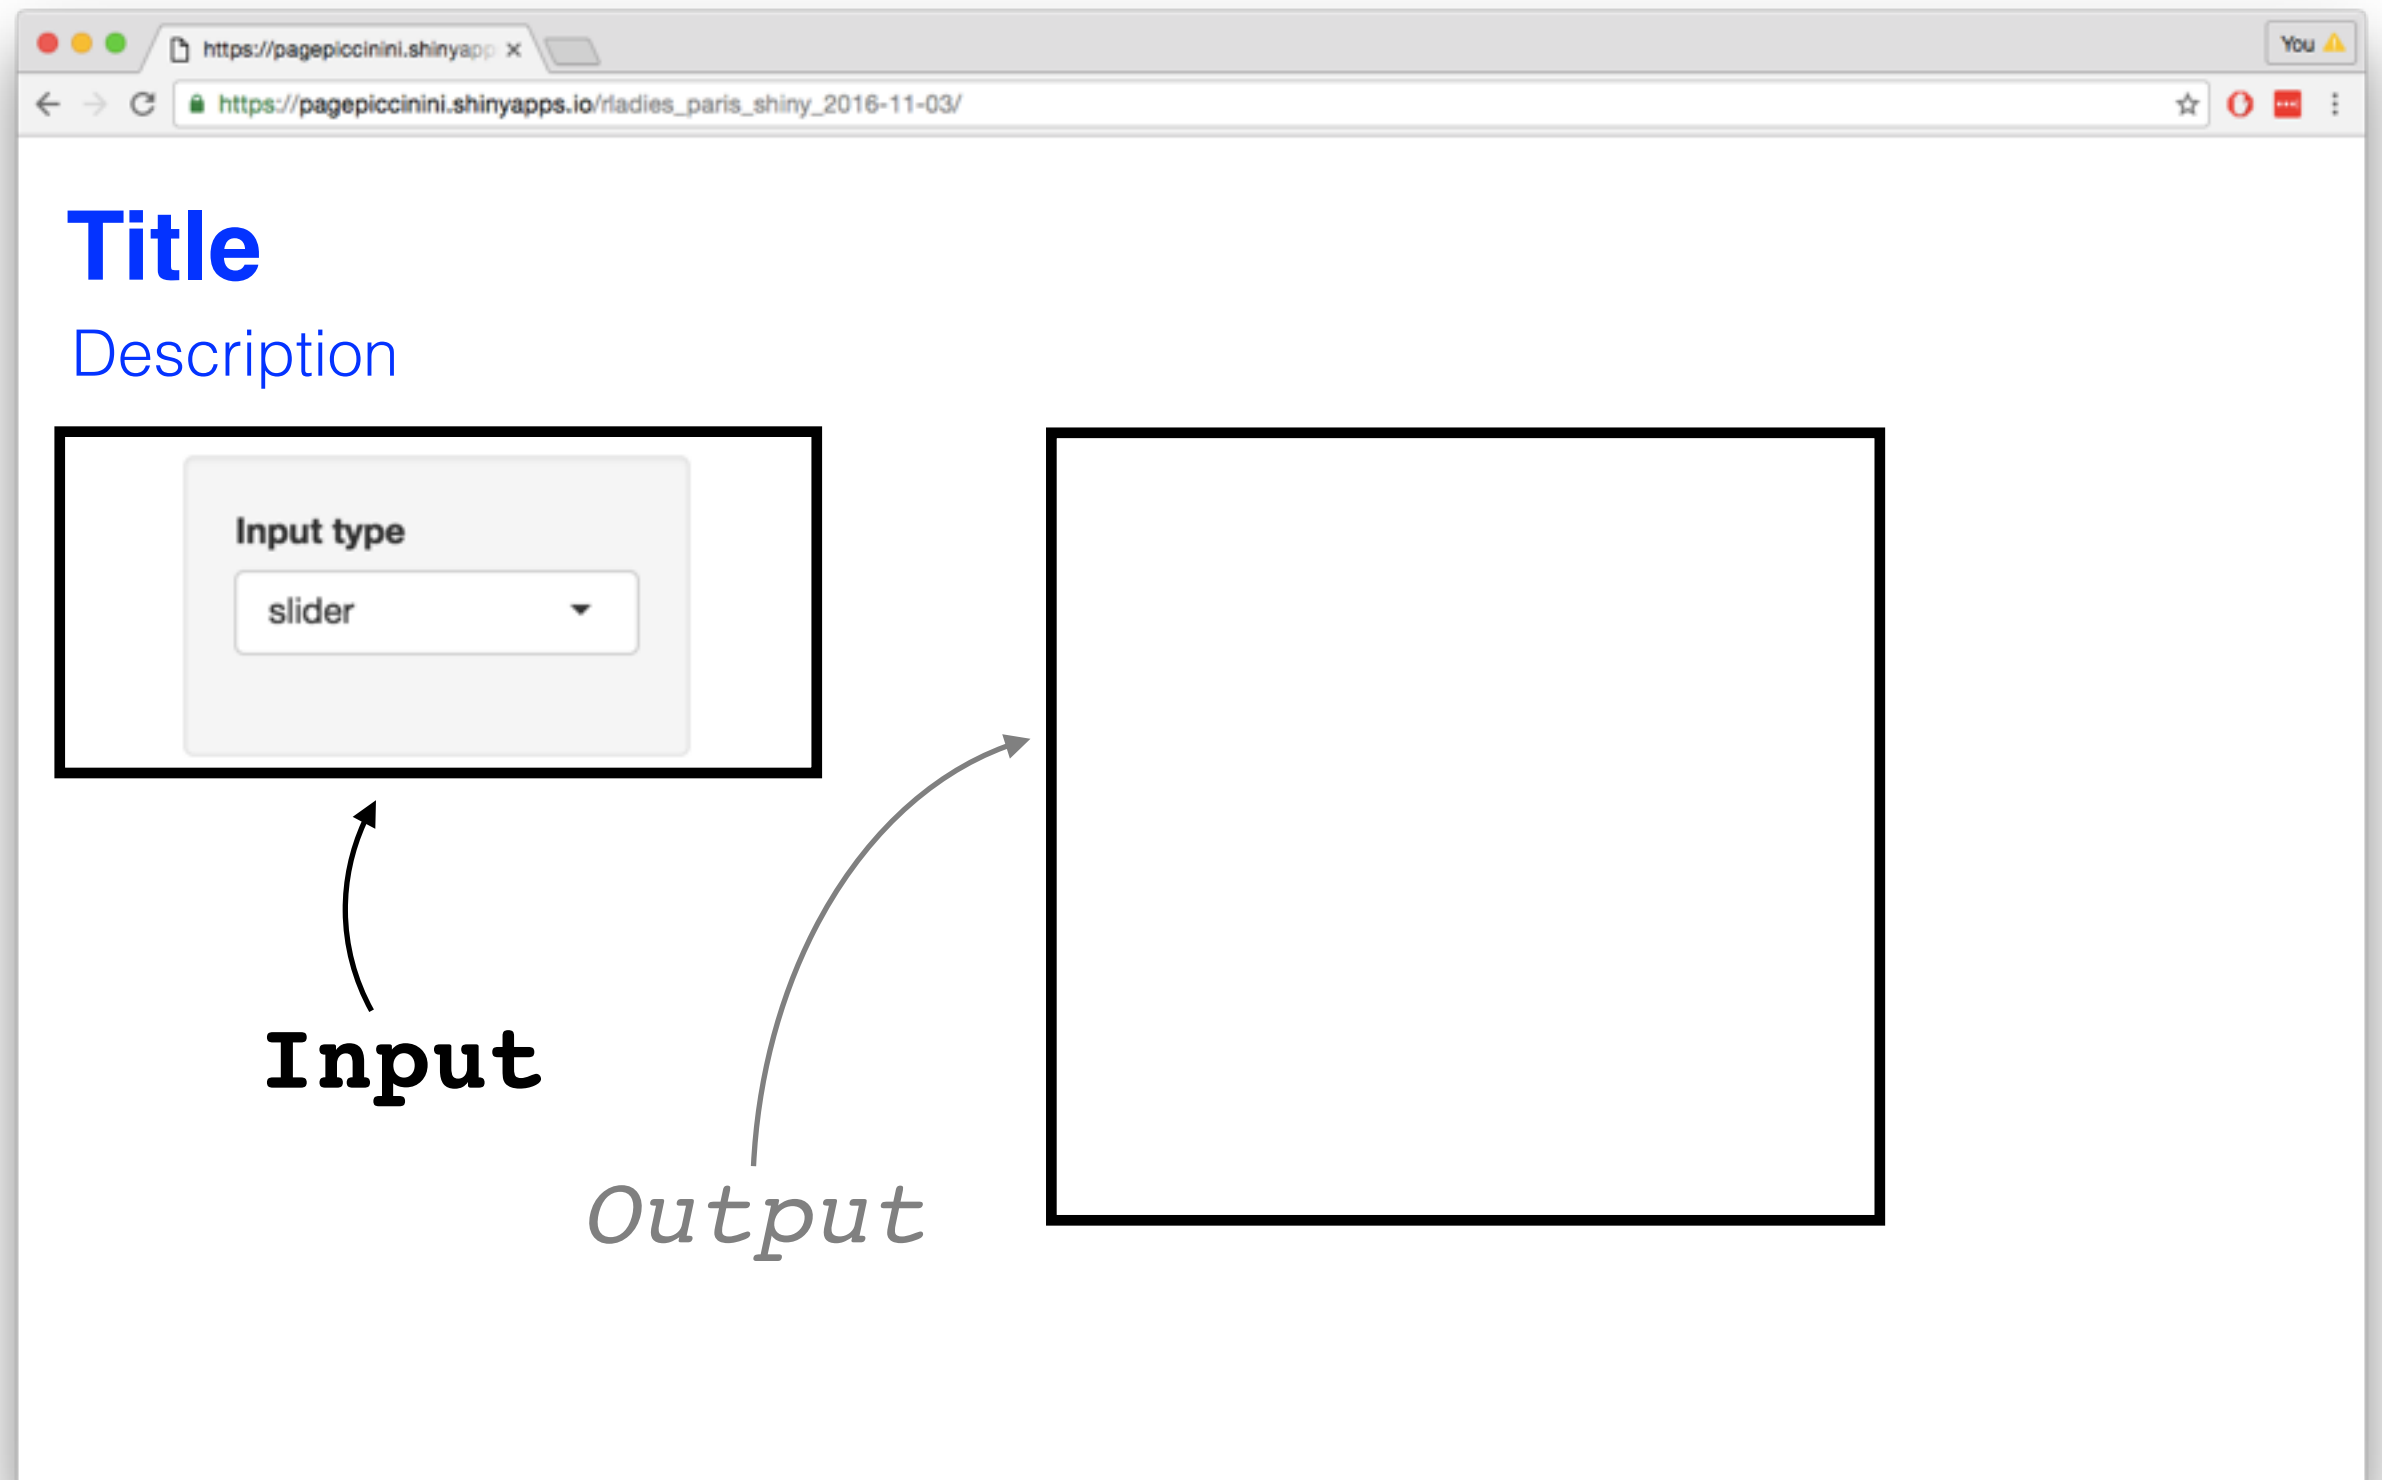 https://pagepiccinini.shinyapp
You
https://pagepiccinini.shinyapps.io/rladies_paris_shiny_2016-11-03/
Title
Description
Input type
slider
Input
Output